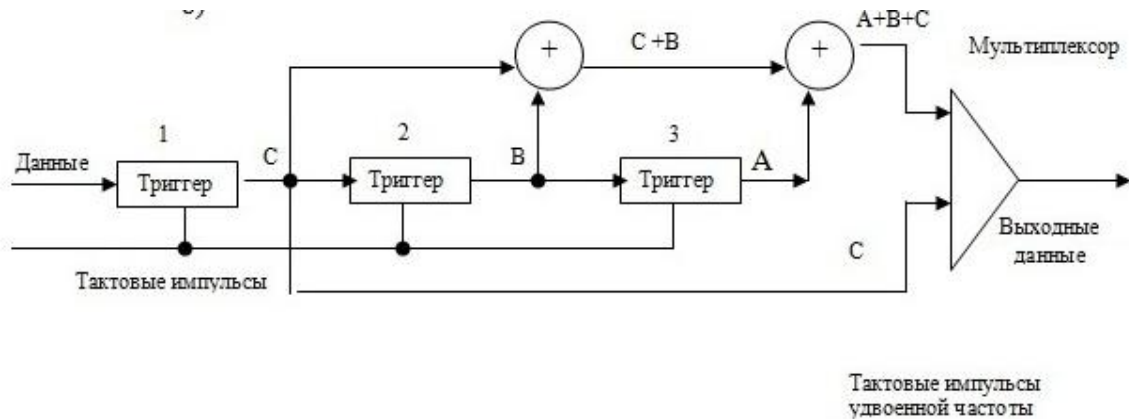 C +B
A+B+C
Мультиплексор
1
2
3
Данные
C
B
A
Триггер
Триггер
Триггер
Тактовые импульсы
C
Выходные
данные
+
+
Тактовые импульсы
удвоенной частоты